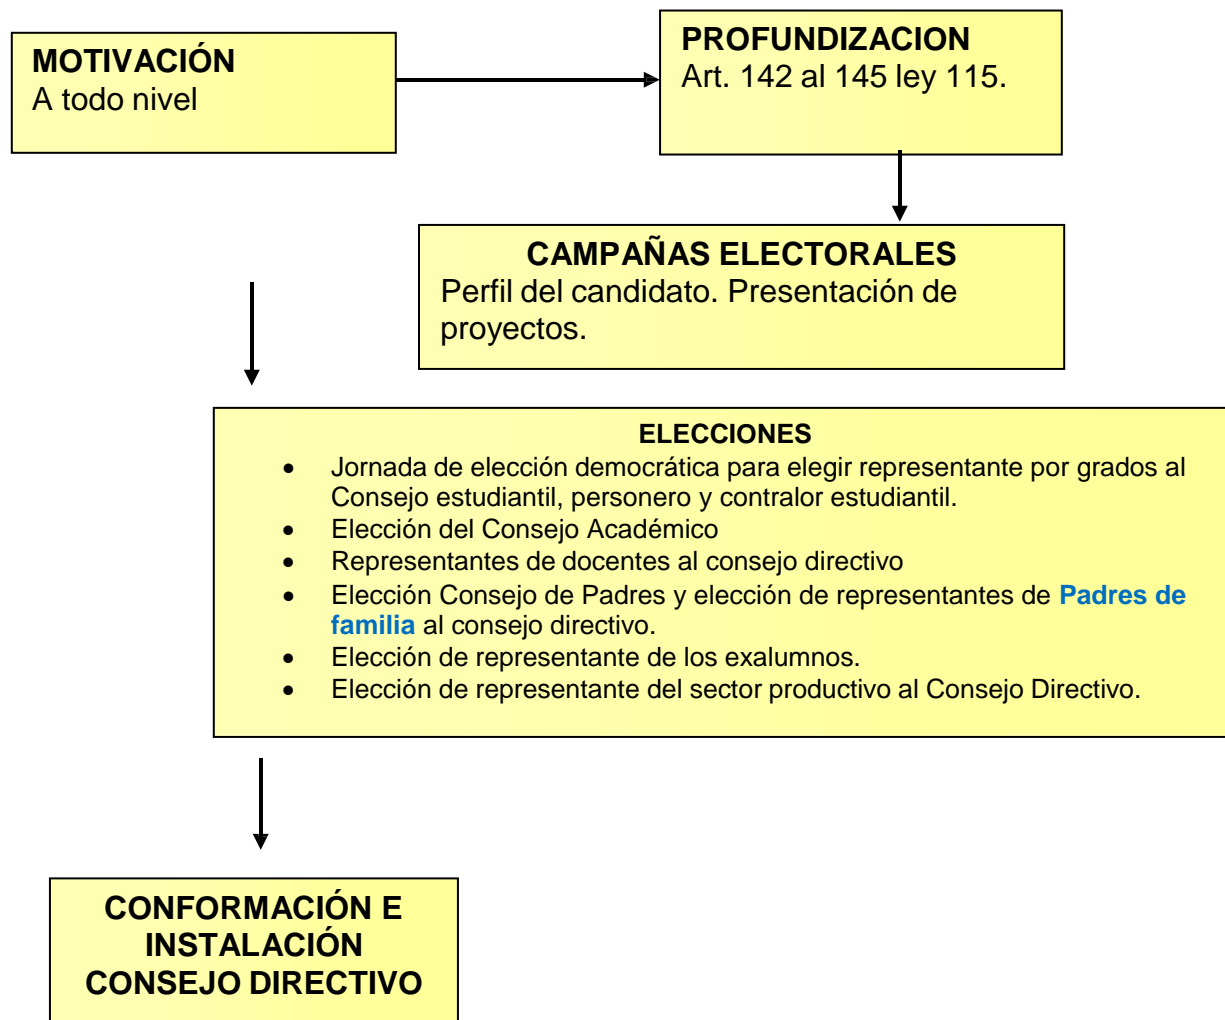 MOTIVACIÓN
A todo nivel
PROFUNDIZACION
Art. 142 al 145 ley 115.
CAMPAÑAS ELECTORALES
Perfil del candidato. Presentación de
proyectos.
ELECCIONES
• Jornada de elección democrática para elegir representante por grados al
Consejo estudiantil, personero y contralor estudiantil.
• Elección del Consejo Académico
• Representantes de docentes al consejo directivo
• Elección Consejo de Padres y elección de representantes de Padres de
familia al consejo directivo.
• Elección de representante de los exalumnos.
• Elección de representante del sector productivo al Consejo Directivo.
CONFORMACIÓN E
INSTALACIÓN
CONSEJO DIRECTIVO